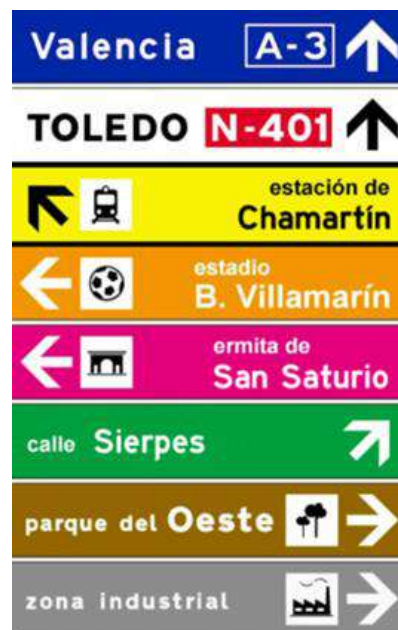 Valencia A-3
TOLEDO N-401
estación de
Chamartín
estadio
B. Villamarín
ermita de
San Saturio
calle Sierpes
parque del Oeste
zona industrial